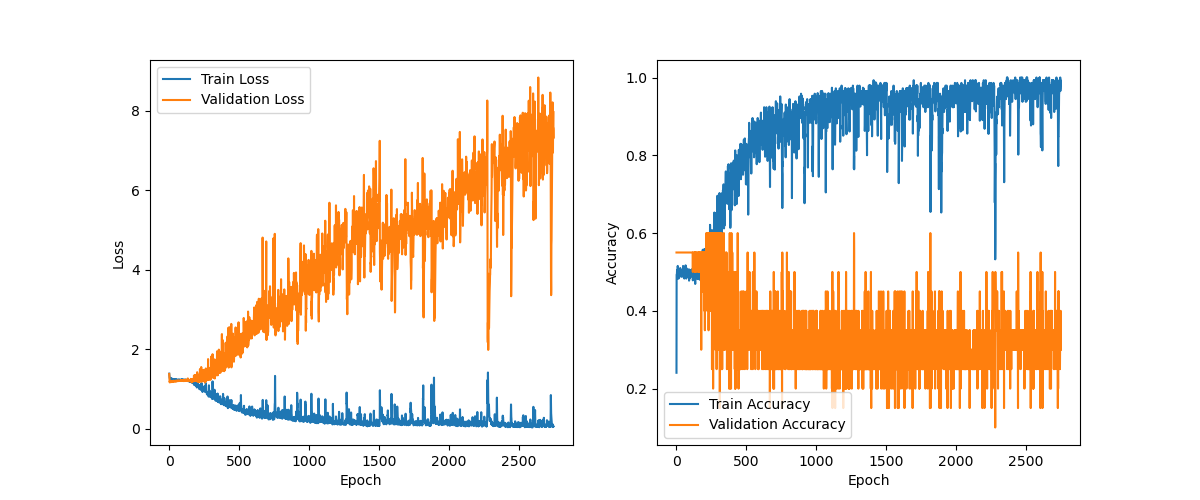 Train Loss
Validation Loss
Loss
8
6
4
2
0
0 500 1000 1500 2000 2500
Epoch
Accuracy
1.0
0.8
0.6
0.4
0.2
Train Accuracy
Validation Accuracy
0 500 1000 1500 2000 2500
Epoch